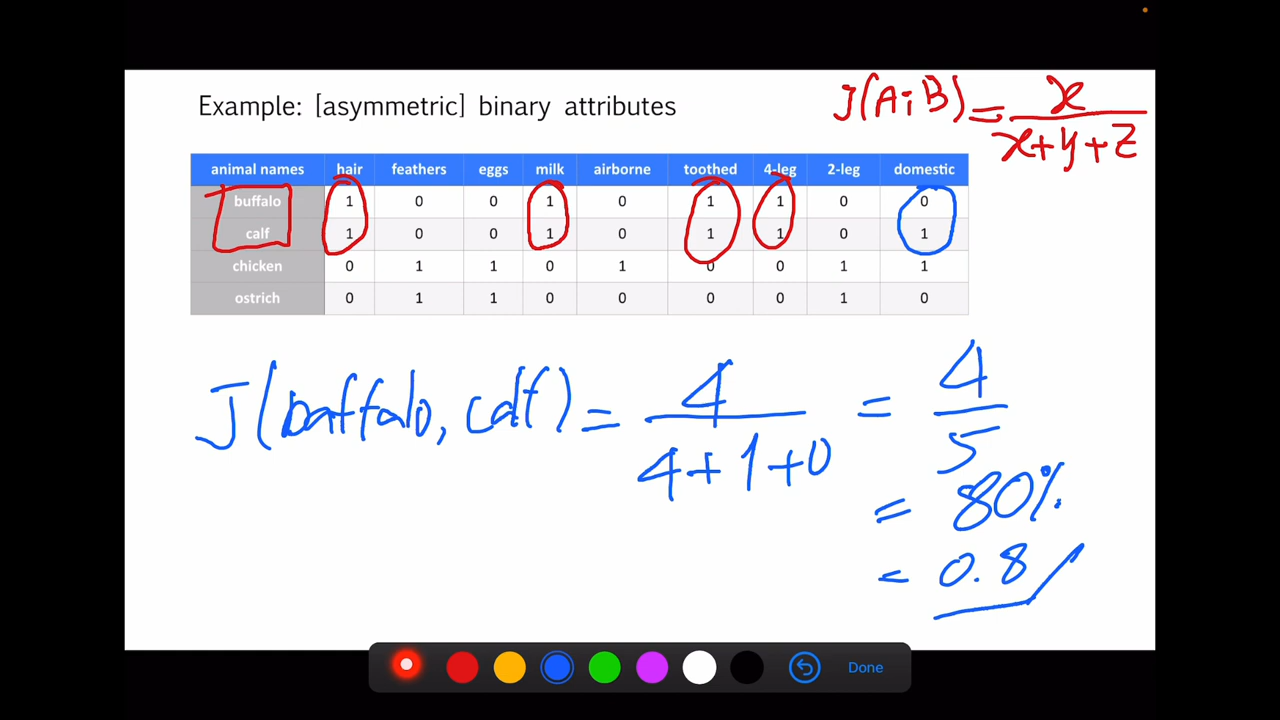 Example: [asymmetric] binary attributes
J(A;B) = x / x+y+z
animal names hair feathers eggs milk airborne toothed 4-leg 2-leg domestic
buffalo 1 0 0 1 0 1 1 0 0
calf 1 0 0 1 0 1 1 0 1
chicken 0 1 1 0 1 0 0 1 1
ostrich 0 1 1 0 0 0 0 1 0
J(buffalo, calf) = 4 / 4+1+0 = 4 / 5
= 80%
= 0.8
Done